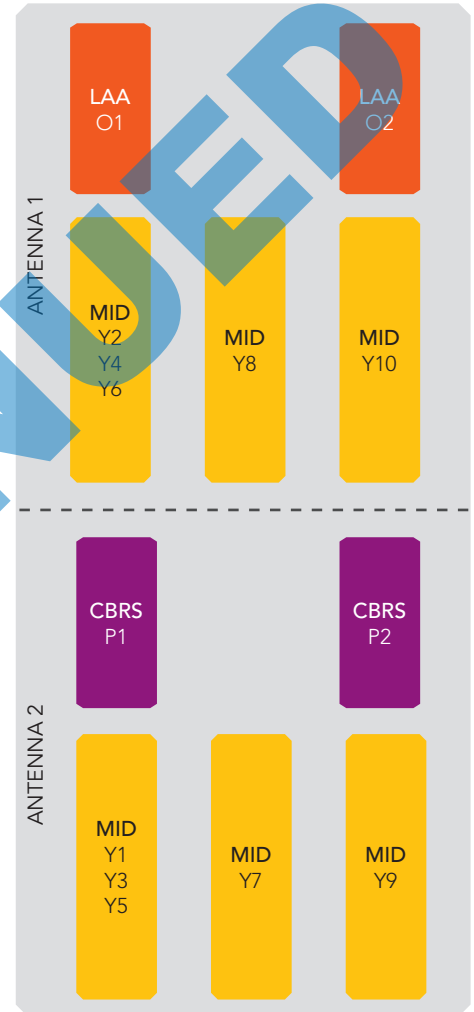 ANTENNA 1
LAA
O1
LAA
O2
MID
Y2
Y4
Y6
MID
Y8
MID
Y10
ANTENNA 2
CBRS
P1
CBRS
P2
MID
Y1
Y3
Y5
MID
Y7
MID
Y9
UED